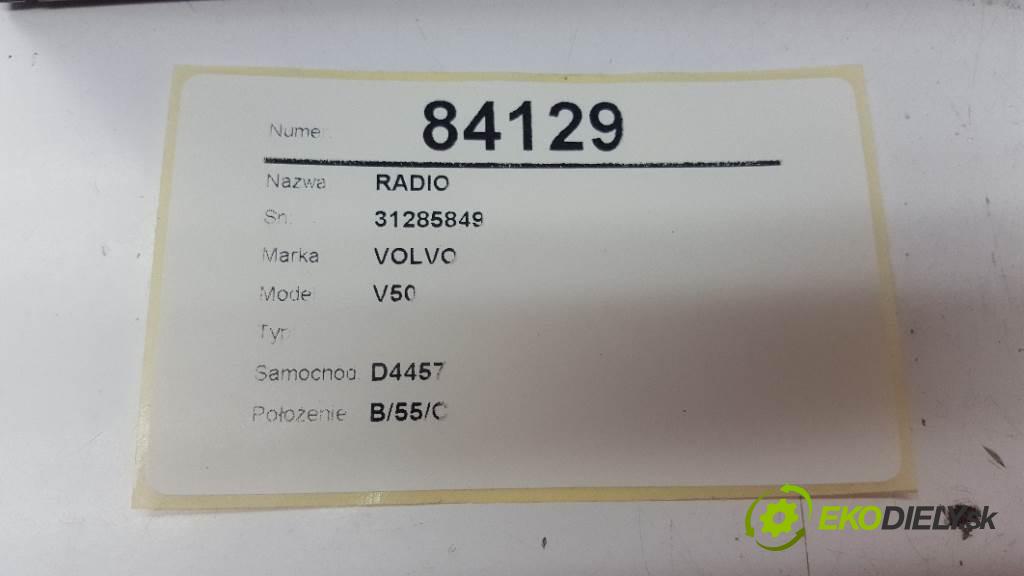 Numer 84129
Nazwa RADIO
Sn: 31285849
Marka VOLVO
Model V50
Typ
Samochod D4457
Położenie B/55/C
EKODIELY.sk